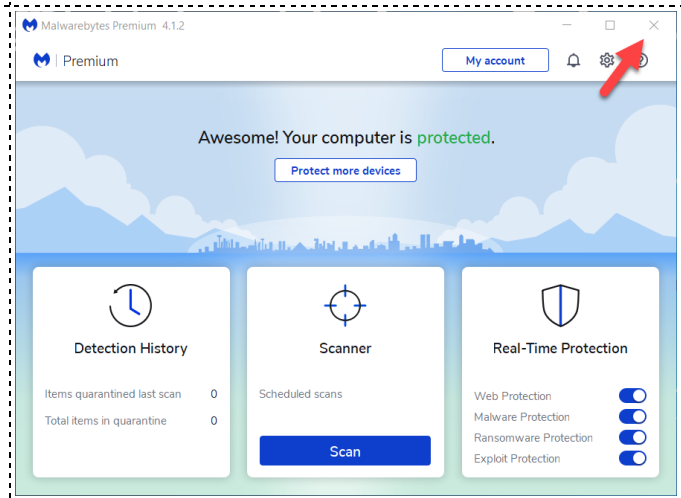 Malwarebytes Premium 4.1.2
Premium
My account
Awesome! Your computer is protected.
Protect more devices
Detection History
Items quarantined last scan 0
Total items in quarantine 0
Scanner
Scheduled scans
Scan
Real-Time Protection
Web Protection
Malware Protection
Ransomware Protection
Exploit Protection